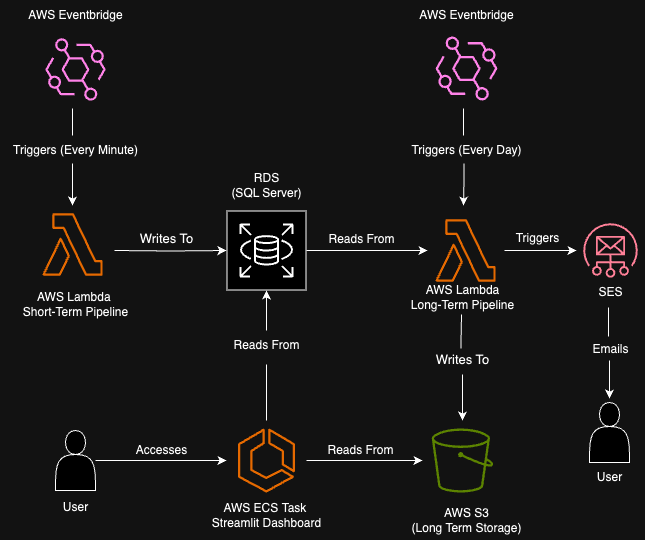 AWS Eventbridge
AWS Eventbridge
Triggers (Every Minute)
Triggers (Every Day)
RDS
(SQL Server)
Writes To
Reads From
Triggers
AWS Lambda
Short-Term Pipeline
AWS Lambda
Long-Term Pipeline
SES
Reads From
Writes To
Emails
Accesses
Reads From
User
AWS ECS Task
Streamlit Dashboard
AWS S3
(Long Term Storage)
User